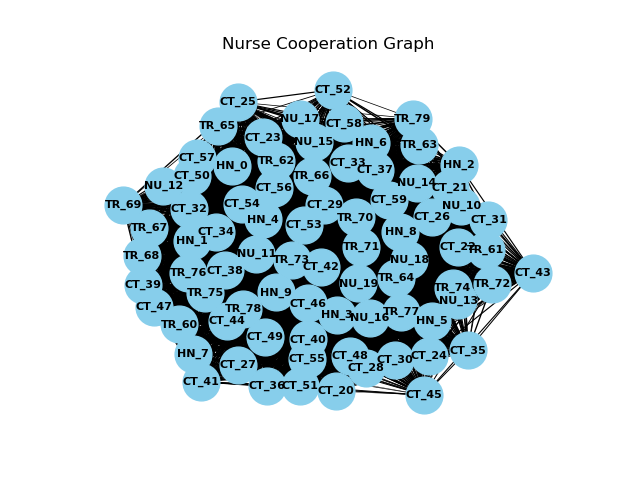 Nurse Cooperation Graph
CT_52
CT_25
NU_17
TR_79
CT_58
TR_65
CT_23
NU_15
HN_6
TR_63
CT_57
TR_62
CT_33
HN_2
HN_0
CT_37
CT_50
TR_66
NU_14
NU_12
CT_56
CT_21
CT_59
TR_69
CT_54
CT_29
NU_10
CT_32
CT_26
TR_70
CT_31
HN_4
CT_53
TR_67
CT_34
HN_8
HN_1
TR_71
CT_22
TR_61
NU_11
TR_68
TR_73
NU_18
CT_42
CT_38
TR_76
CT_43
TR_64
NU_19
TR_72
CT_39
TR_74
TR_75
HN_9
NU_13
CT_46
CT_47
TR_78
TR_77
HN_3
NU_16
CT_44
HN_5
TR_60
CT_49
CT_40
CT_35
HN_7
CT_48
CT_24
CT_55
CT_30
CT_27
CT_28
CT_41
CT_36
CT_51
CT_20
CT_45